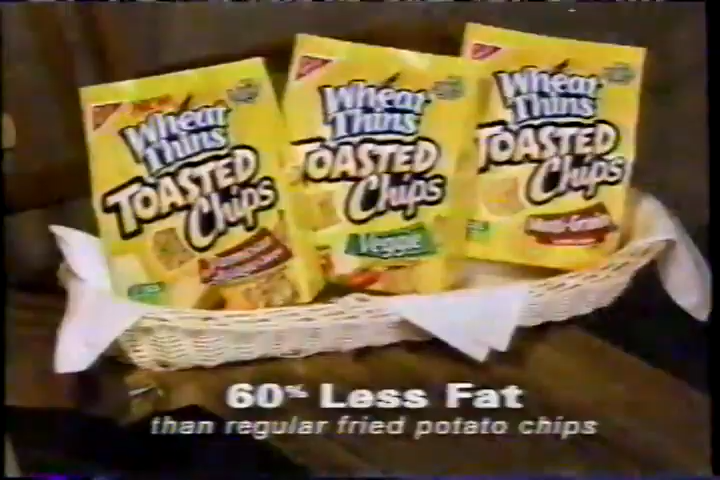 Wheat
Thins
TOASTED
Chips
Wheat
Thins
TOASTED
Chips
Veggie
Wheat
Thins
TOASTED
Chips
Multi-Grain
60% Less Fat
than regular fried potato chips